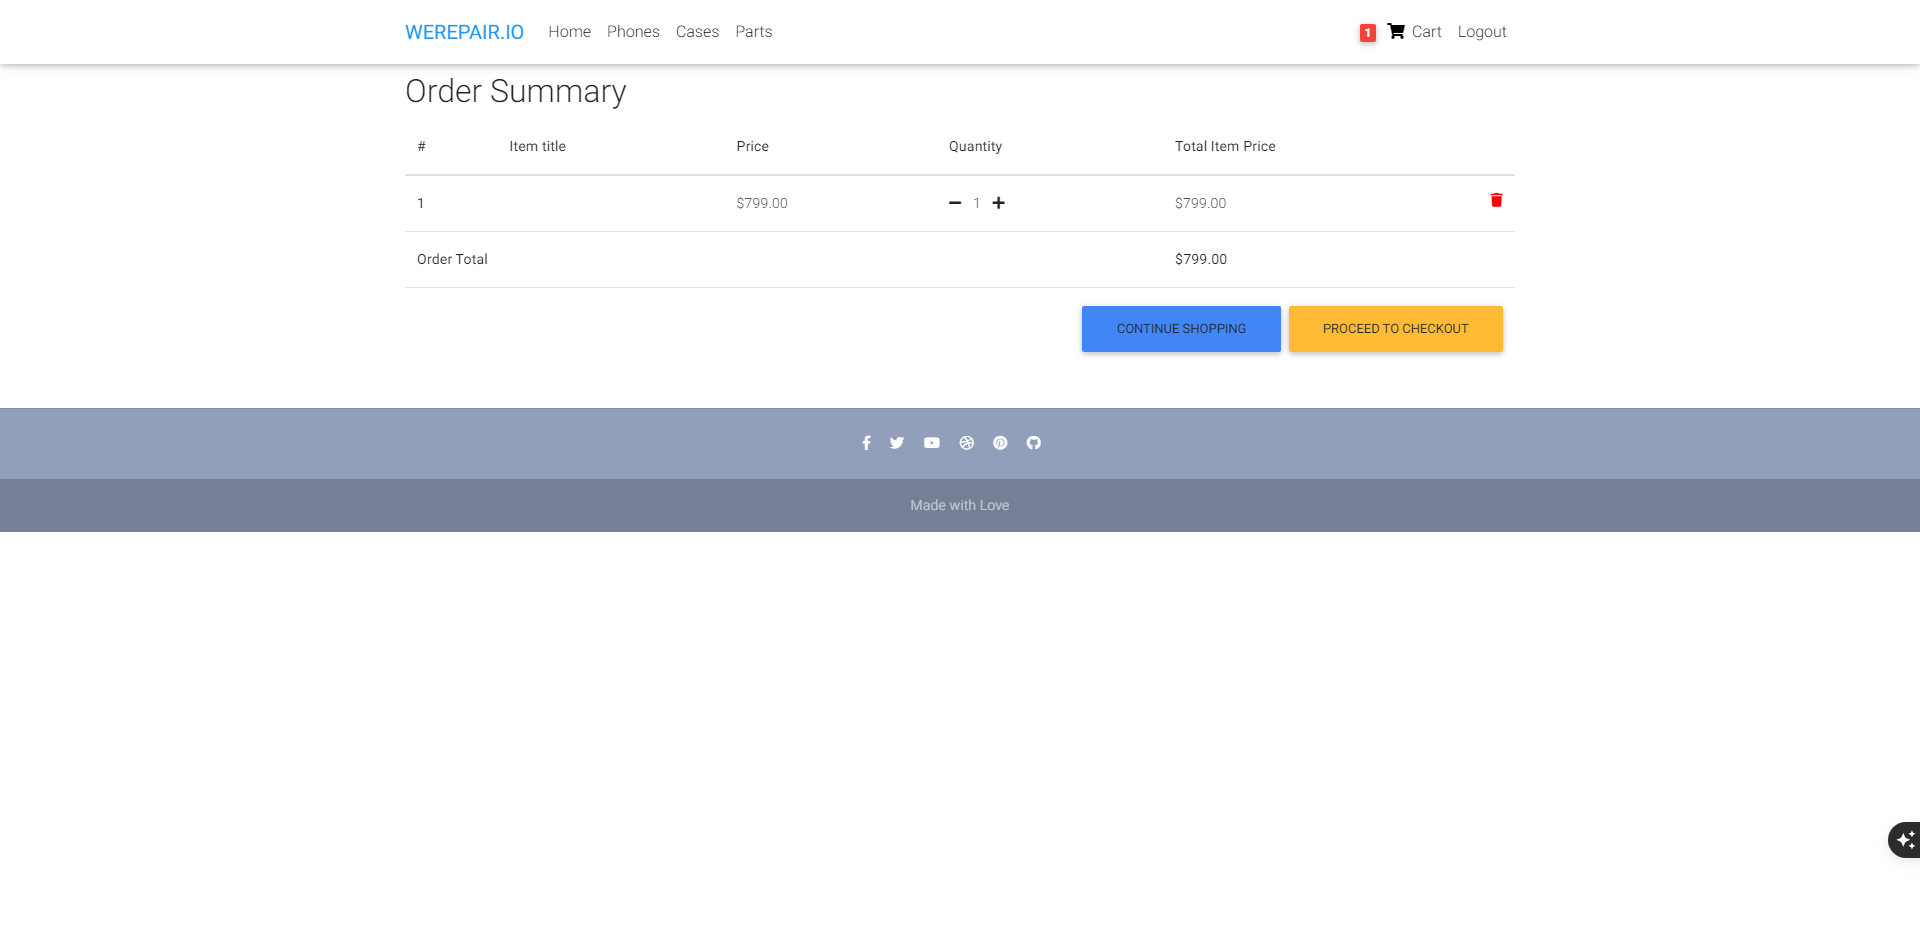 WEREPAIR.IO Home Phones Cases Parts 1 Cart Logout
Order Summary
# Item title Price Quantity Total Item Price
1 $799.00 1 $799.00
Order Total $799.00
CONTINUE SHOPPING PROCEED TO CHECKOUT
Made with Love